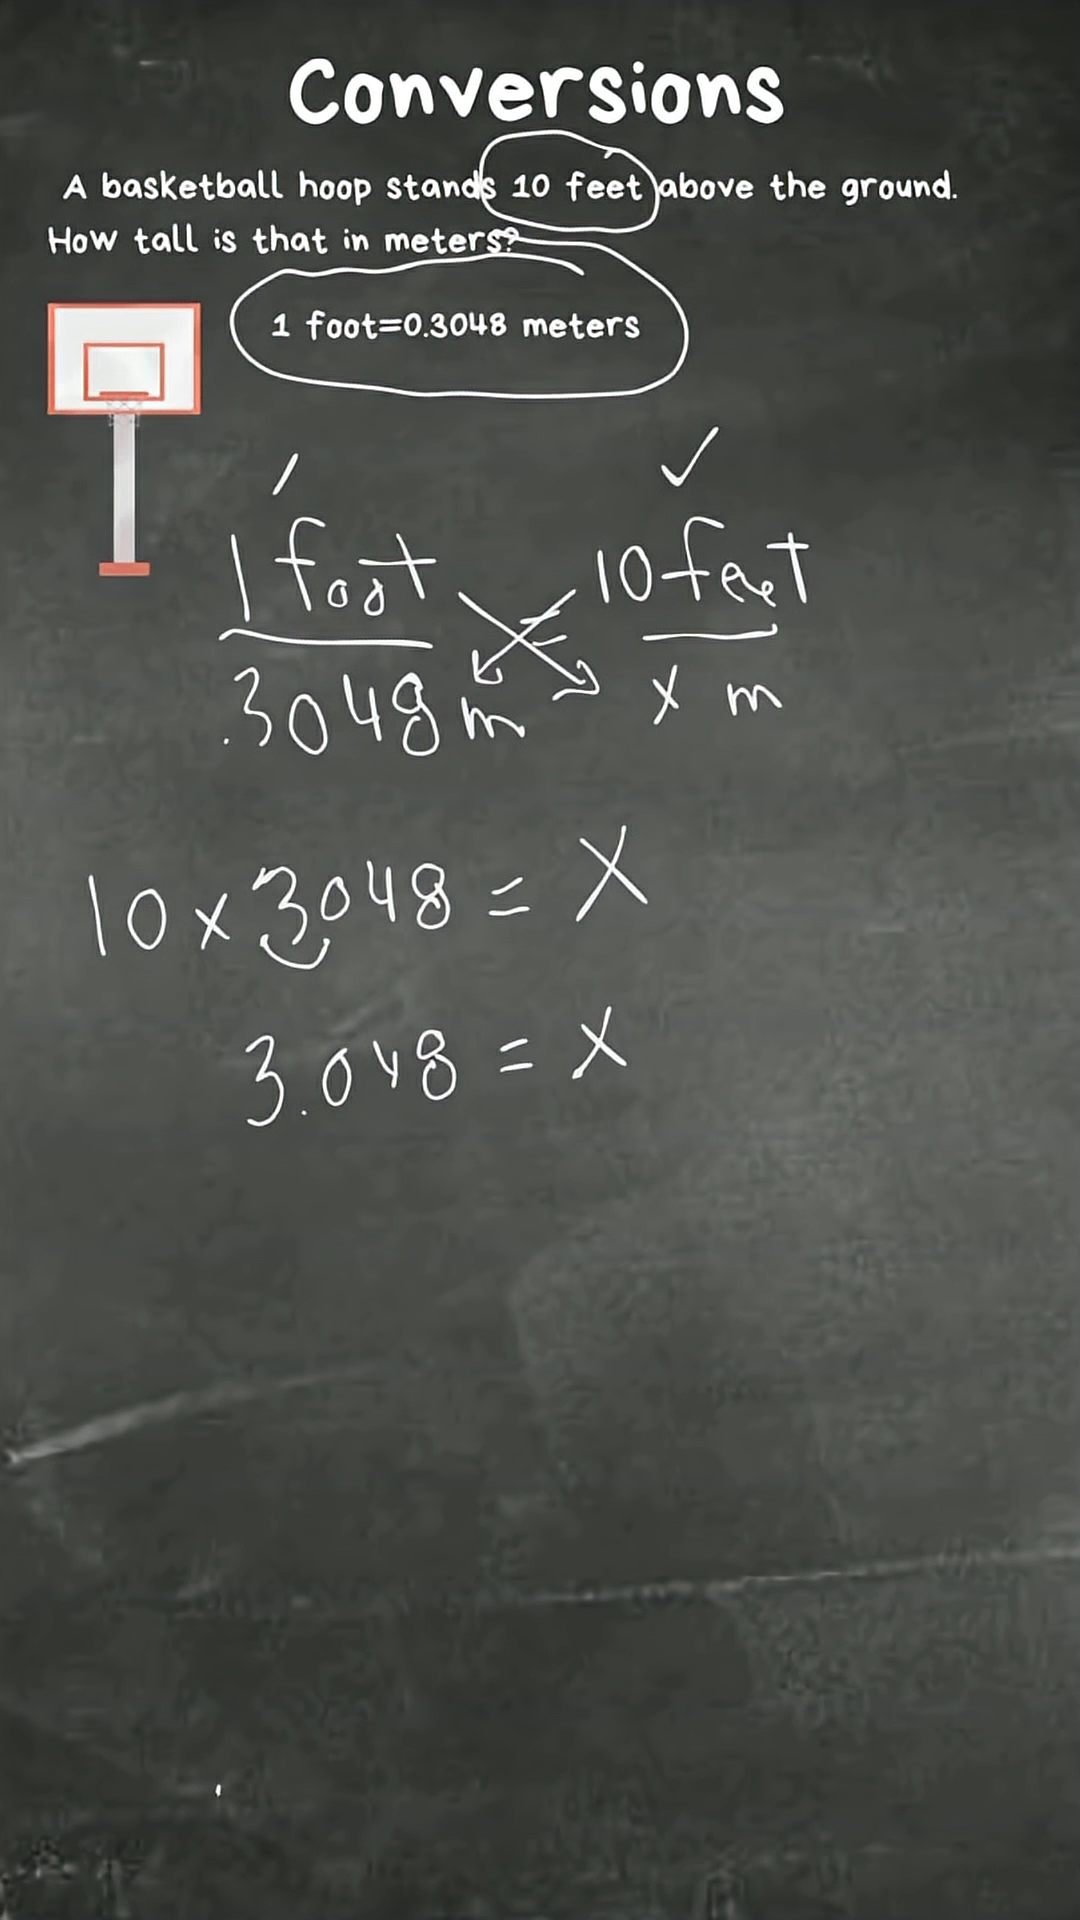 Conversions
A basketball hoop stands 10 feet above the ground.
How tall is that in meters?
1 foot=0.3048 meters
1 foot = 10 feet
.3048 m x m
10 x .3048 = X
3.048 = X